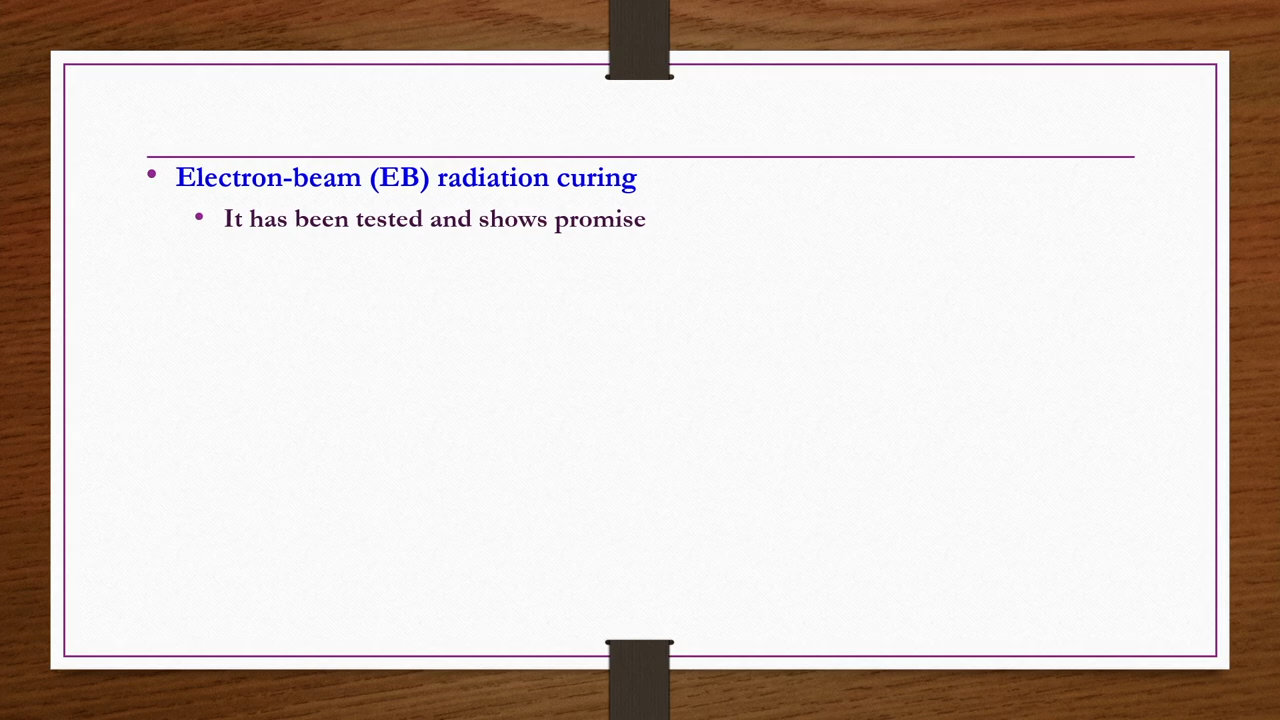 • Electron-beam (EB) radiation curing
• It has been tested and shows promise